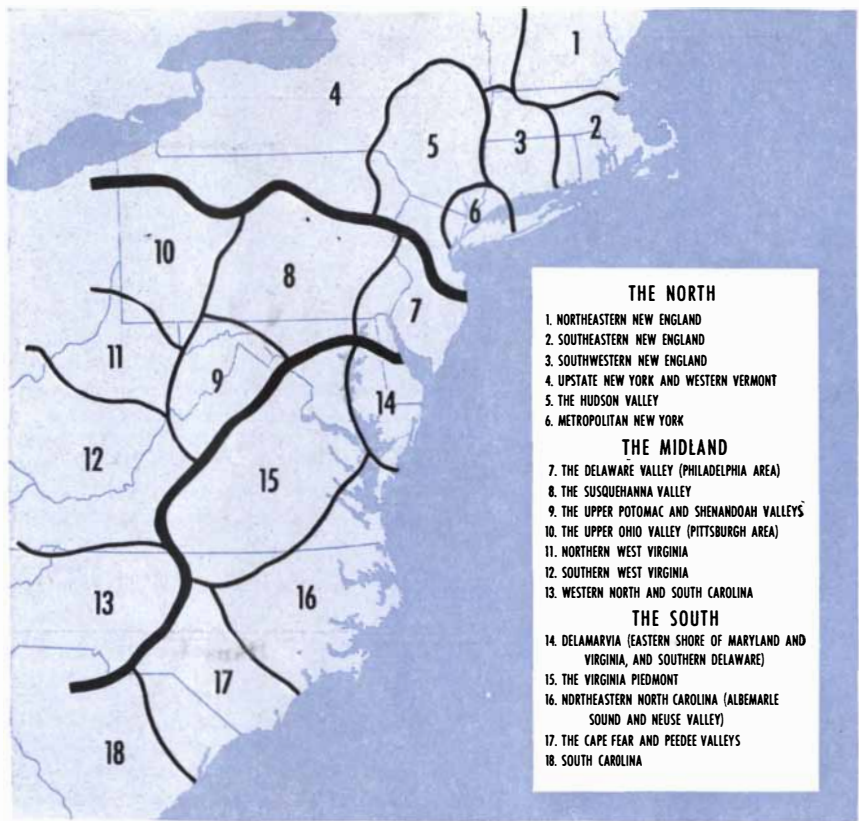 1
4
2
3
5
6
10
8
7
11
9
14
12
15
13
16
17
18
THE NORTH
1. NORTHEASTERN NEW ENGLAND
2. SOUTHEASTERN NEW ENGLAND
3. SOUTHWESTERN NEW ENGLAND
4. UPSTATE NEW YORK AND WESTERN VERMONT
5. THE HUDSON VALLEY
6. METROPOLITAN NEW YORK
THE MIDLAND
7. THE DELAWARE VALLEY (PHILADELPHIA AREA)
8. THE SUSQUEHANNA VALLEY
9. THE UPPER POTOMAC AND SHENANDOAH VALLEYS
10. THE UPPER OHIO VALLEY (PITTSBURGH AREA)
11. NORTHERN WEST VIRGINIA
12. SOUTHERN WEST VIRGINIA
13. WESTERN NORTH AND SOUTH CAROLINA
THE SOUTH
14. DELAMARVIA (EASTERN SHORE OF MARYLAND AND
VIRGINIA, AND SOUTHERN DELAWARE)
15. THE VIRGINIA PIEDMONT
16. NORTHEASTERN NORTH CAROLINA (ALBEMARLE
SOUND AND NEUSE VALLEY)
17. THE CAPE FEAR AND PEEDEE VALLEYS
18. SOUTH CAROLINA